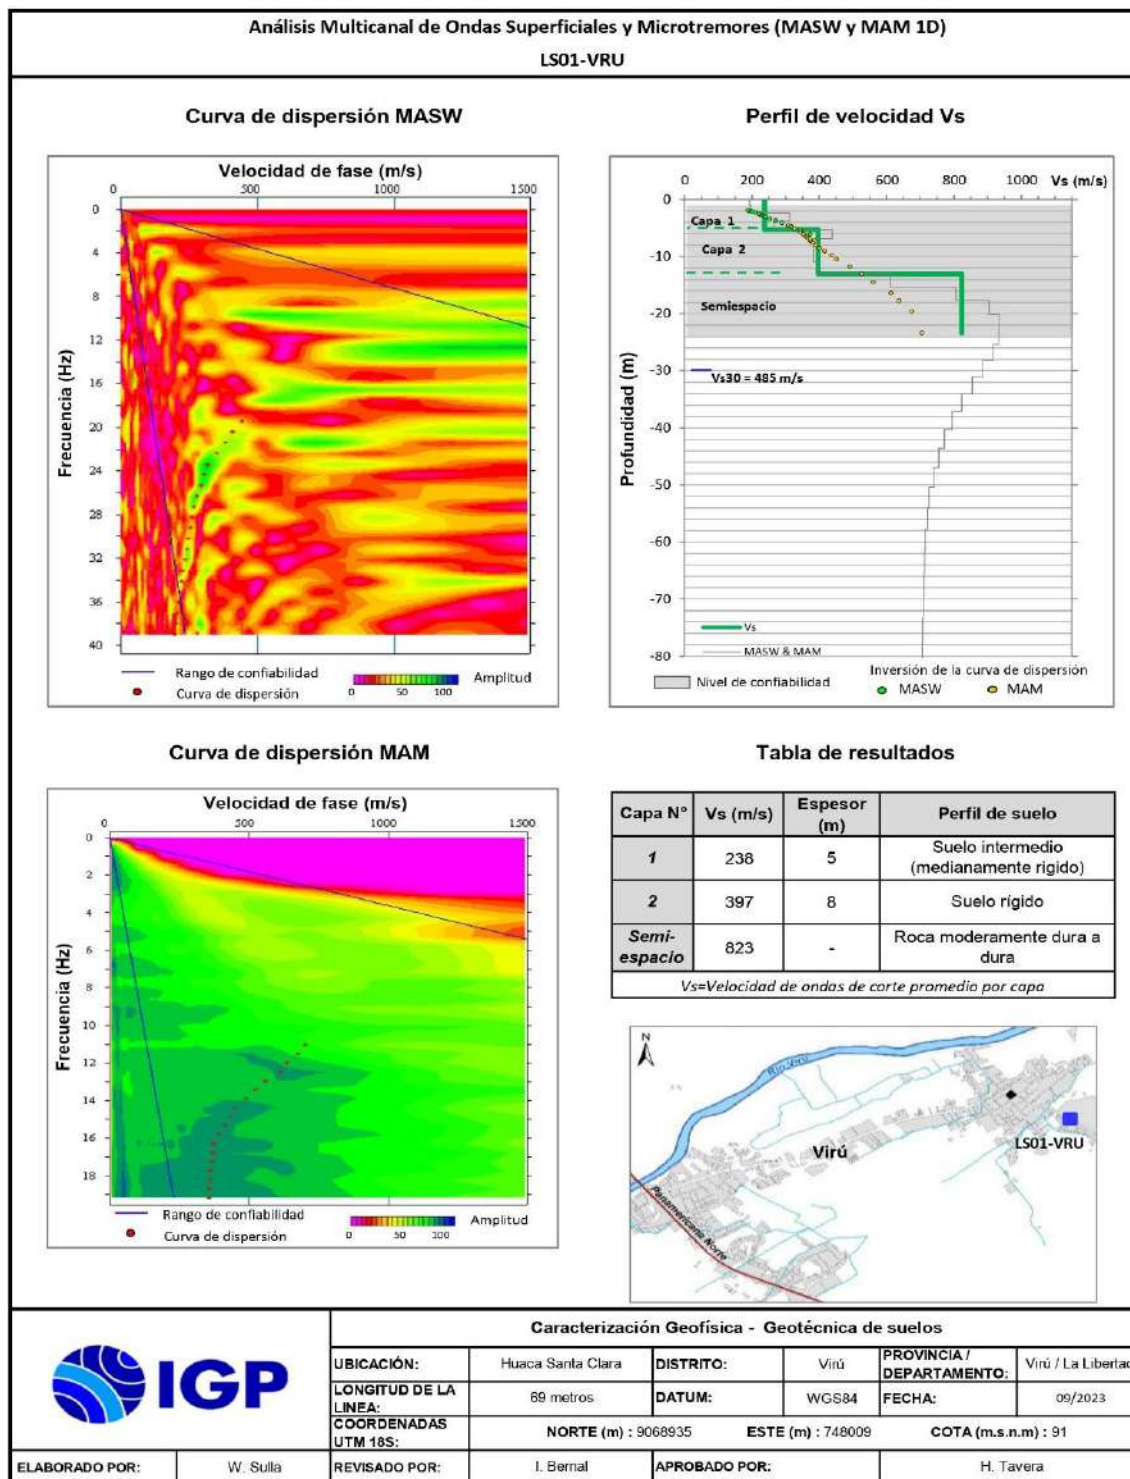 Análisis Multicanal de Ondas Superficiales y Microtremores (MASW y MAM 1D)
LS01-VRU
Curva de dispersión MASW
Velocidad de fase (m/s)
0 500 1000 1500
Frecuencia (Hz)
0
4
8
12
16
20
24
28
32
36
40
Rango de confiabilidad
Curva de dispersión
0 50 100
Amplitud
Perfil de velocidad Vs
0 200 400 600 800 1000 Vs (m/s)
Profundidad (m)
0
-10
-20
-30
-40
-50
-60
-70
-80
Capa 1
Capa 2
Semiespacio
Vs30 = 485 m/s
Vs
MASW & MAM
Nivel de confiabilidad
Inversión de la curva de dispersión
MASW MAM
Curva de dispersión MAM
Velocidad de fase (m/s)
0 500 1000 1500
Frecuencia (Hz)
0
2
4
6
8
10
12
14
16
18
Rango de confiabilidad
Curva de dispersión
0 50 100
Amplitud
Tabla de resultados
Capa N° Vs (m/s) Espesor (m) Perfil de suelo
1 238 5 Suelo intermedio (medianamente rigido)
2 397 8 Suelo rígido
Semi-espacio 823 - Roca moderamente dura a dura
Vs=Velocidad de ondas de corte promedio por capa
N
Río Virú
Virú
LS01-VRU
Panamericana Norte
IGP
Caracterización Geofísica - Geotécnica de suelos
UBICACIÓN: Huaca Santa Clara DISTRITO: Virú PROVINCIA / DEPARTAMENTO: Virú / La Libertad
LONGITUD DE LA LINEA: 69 metros DATUM: WGS84 FECHA: 09/2023
COORDENADAS UTM 18S: NORTE (m) : 9068935 ESTE (m) : 748009 COTA (m.s.n.m) : 91
ELABORADO POR: W. Sulla REVISADO POR: I. Bernal APROBADO POR: H. Tavera